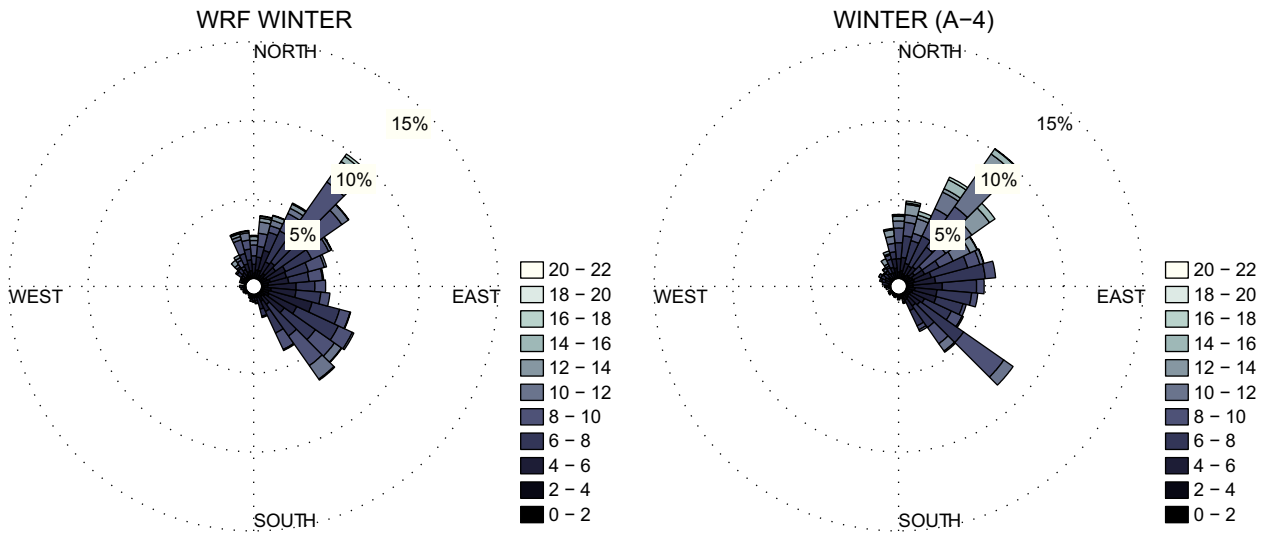 WRF WINTER
NORTH
15%
10%
5%
WEST
EAST
SOUTH
20 − 22
18 − 20
16 − 18
14 − 16
12 − 14
10 − 12
8 − 10
6 − 8
4 − 6
2 − 4
0 − 2
WINTER (A−4)
NORTH
15%
10%
5%
WEST
EAST
SOUTH
20 − 22
18 − 20
16 − 18
14 − 16
12 − 14
10 − 12
8 − 10
6 − 8
4 − 6
2 − 4
0 − 2